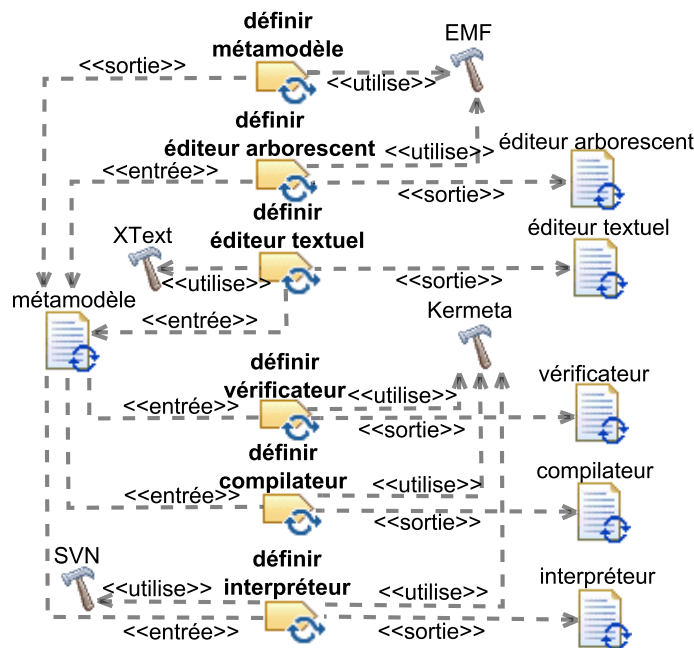 définir
métamodèle
EMF
<<sortie>>
<<utilise>>
définir
éditeur arborescent
<<utilise>>
éditeur arborescent
<<entrée>>
<<sortie>>
définir
éditeur textuel
XText
éditeur textuel
<<utilise>>
<<sortie>>
métamodèle
<<entrée>>
Kermeta
définir
vérificateur
<<utilise>>
vérificateur
<<entrée>>
<<sortie>>
définir
compilateur
<<utilise>>
compilateur
<<entrée>>
<<sortie>>
définir
interpréteur
SVN
<<utilise>>
<<utilise>>
interpréteur
<<entrée>>
<<sortie>>